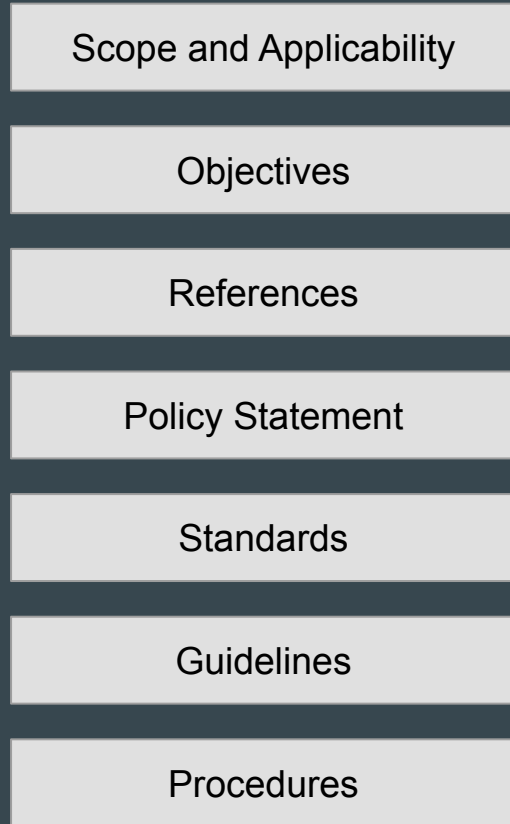 Scope and Applicability
Objectives
References
Policy Statement
Standards
Guidelines
Procedures